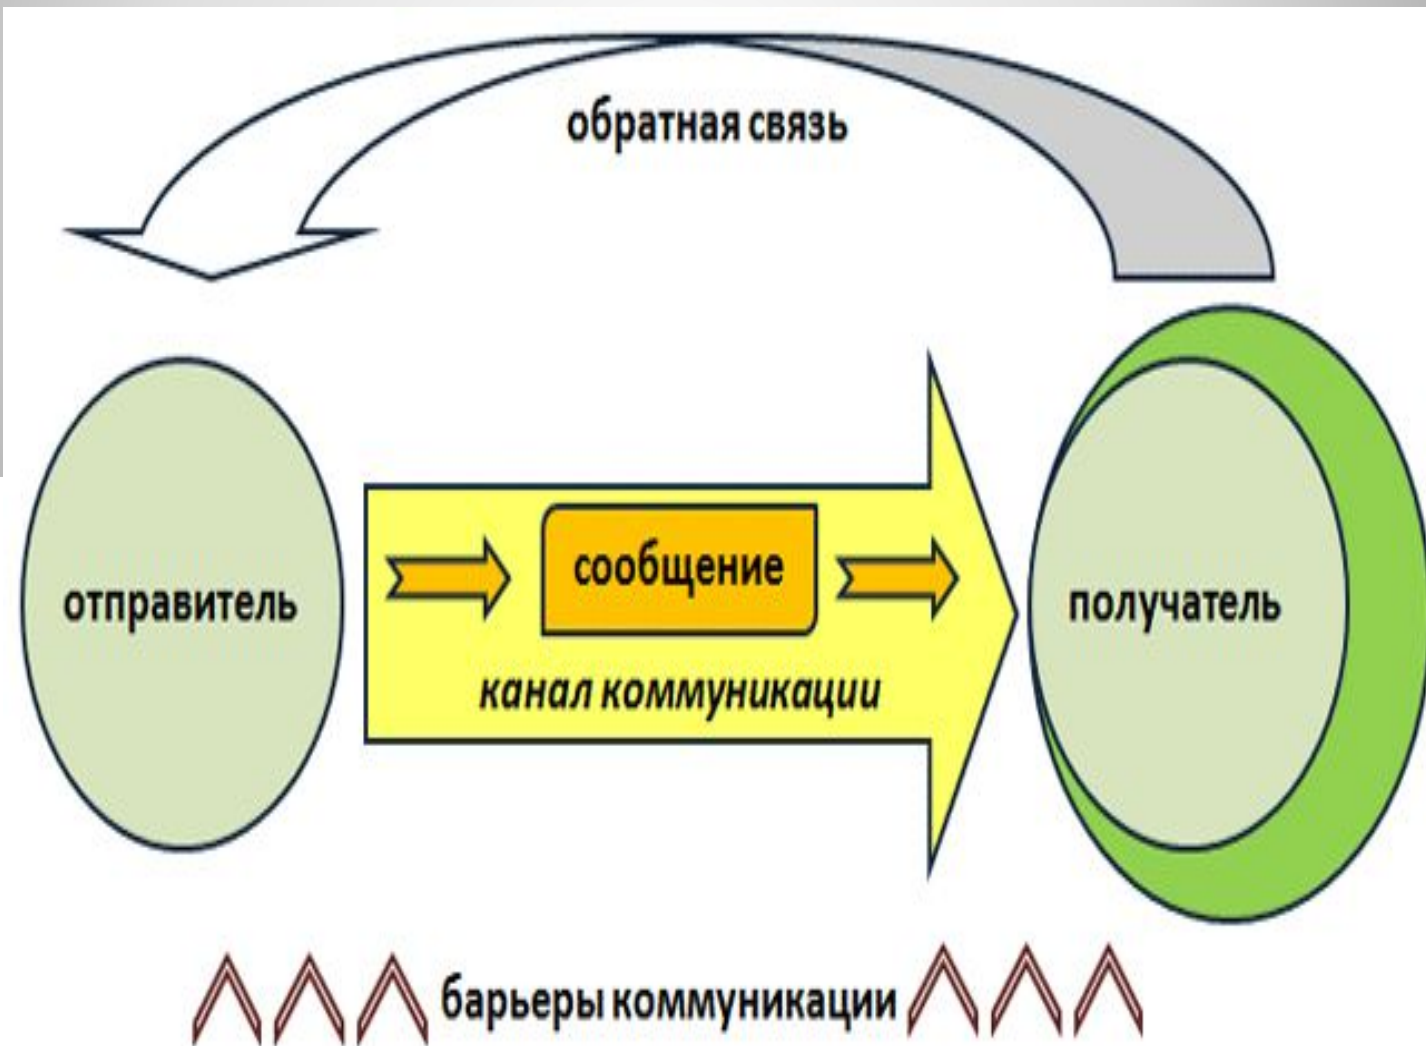 обратная связь
отправитель
сообщение
получатель
канал коммуникации
барьеры коммуникации